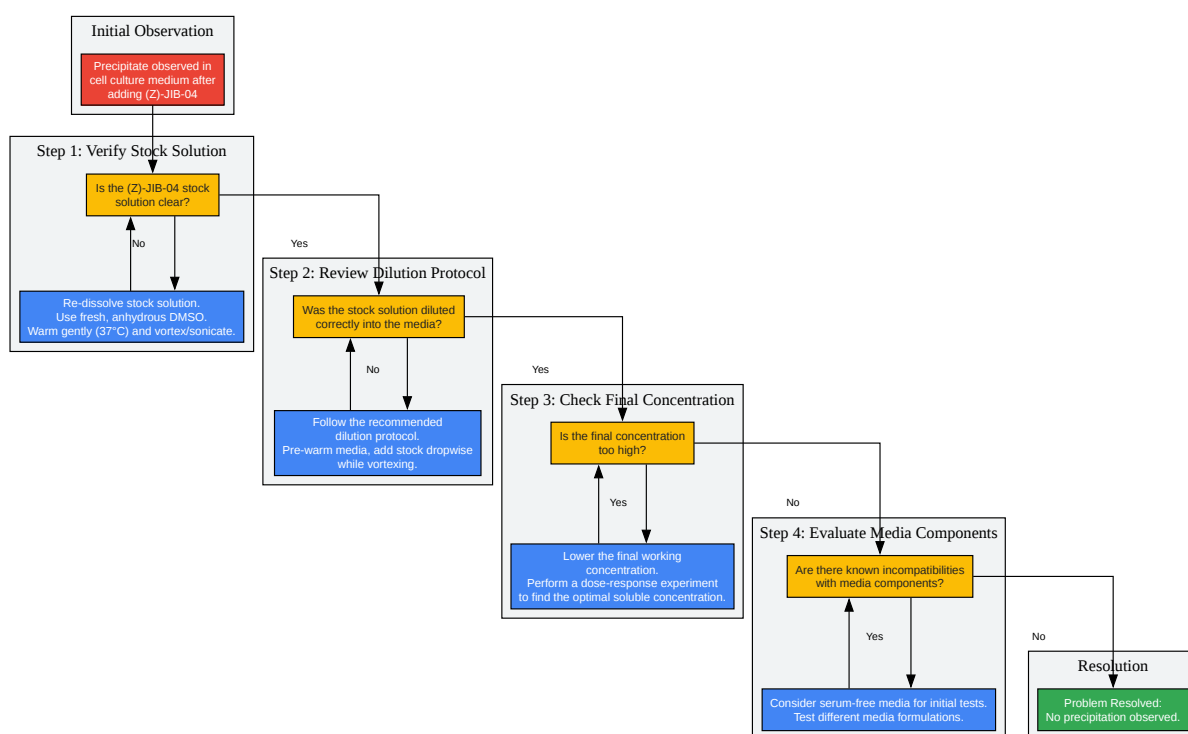 Initial Observation
Precipitate observed in
cell culture medium after
adding (Z)-JIB-04
Step 1: Verify Stock Solution
Is the (Z)-JIB-04 stock
solution clear?
No
Yes
Re-dissolve stock solution.
Use fresh, anhydrous DMSO.
Warm gently (37°C) and vortex/sonicate.
Step 2: Review Dilution Protocol
Was the stock solution diluted
correctly into the media?
No
Yes
Follow the recommended
dilution protocol.
Pre-warm media, add stock dropwise
while vortexing.
Step 3: Check Final Concentration
Is the final concentration
too high?
Yes
No
Lower the final working
concentration.
Perform a dose-response experiment
to find the optimal soluble concentration.
Step 4: Evaluate Media Components
Are there known incompatibilities
with media components?
Yes
No
Consider serum-free media for initial tests.
Test different media formulations.
Resolution
Problem Resolved:
No precipitation observed.